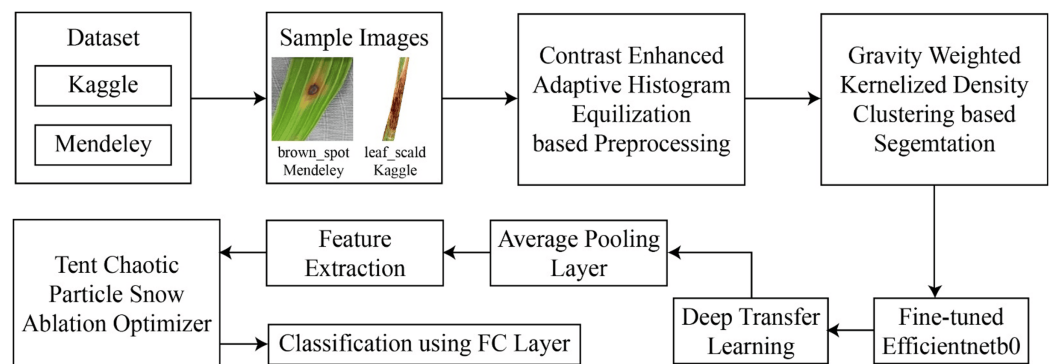 Dataset
Kaggle
Mendeley
Sample Images
brown_spot
Mendeley
leaf_scald
Kaggle
Contrast Enhanced
Adaptive Histogram
Equilization
based Preprocessing
Gravity Weighted
Kernelized Density
Clustering based
Segemtation
Fine-tuned
Efficientnetb0
Deep Transfer
Learning
Average Pooling
Layer
Feature
Extraction
Tent Chaotic
Particle Snow
Ablation Optimizer
Classification using FC Layer